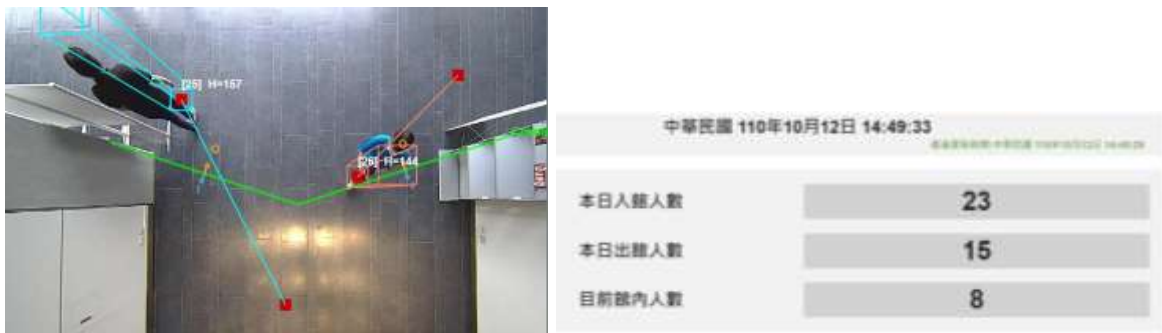 [25] H=157
[26] H=144
中華民國 110年10月12日 14:49:33
本日入館人數 23
本日出館人數 15
目前館內人數 8